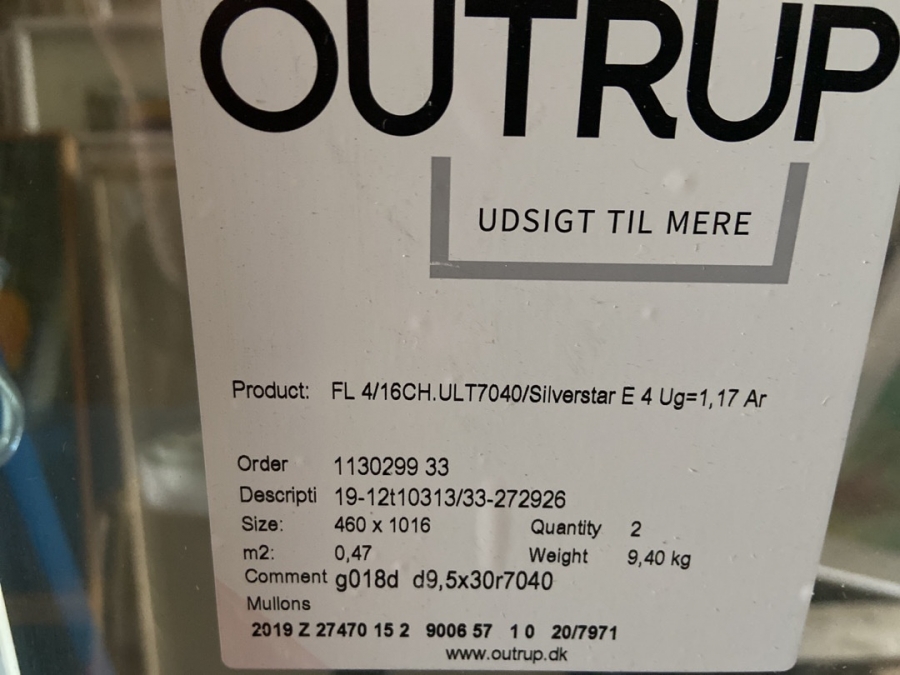 OUTRUP
UDSIGT TIL MERE
Product: FL 4/16CH.ULT7040/Silverstar E 4 Ug=1,17 Ar
Order 1130299 33
Descripti 19-12t10313/33-272926
Size: 460 x 1016 Quantity 2
m2: 0,47 Weight 9,40 kg
Comment g018d d9,5x30r7040
Mullons
2019 Z 27470 15 2 9006 57 1 0 20/7971
www.outrup.dk